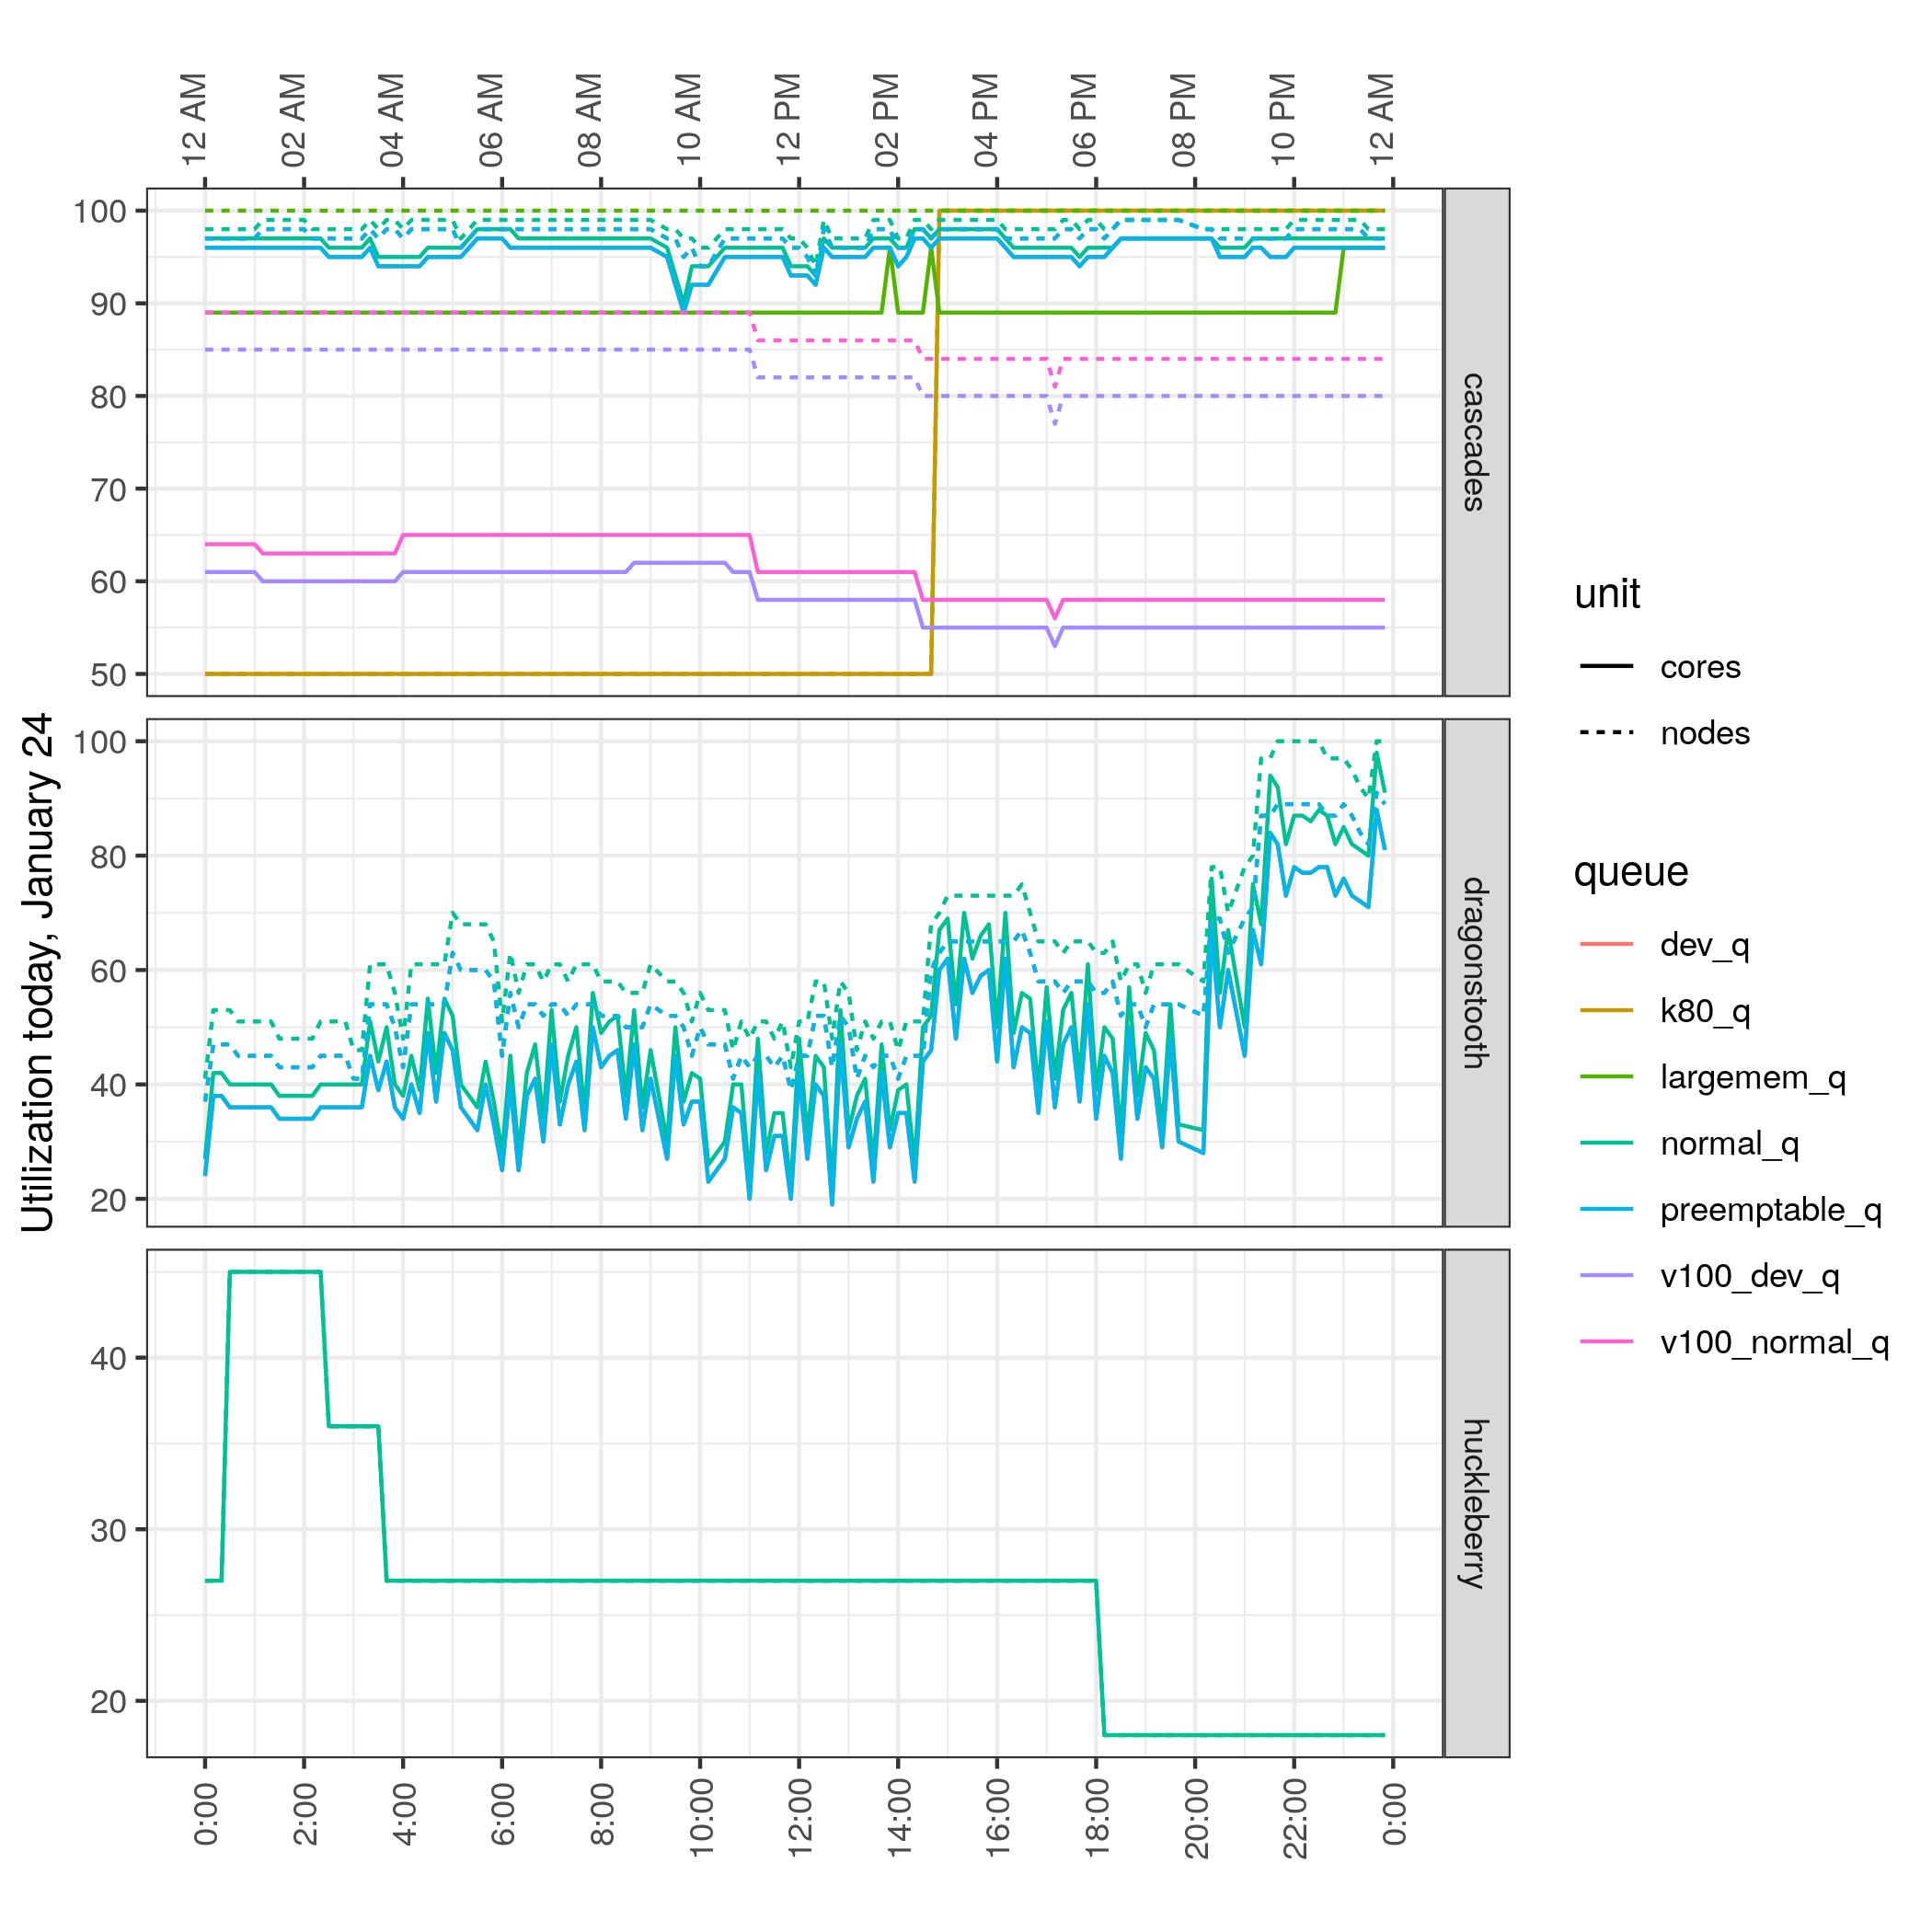 12 AM
02 AM
04 AM
06 AM
08 AM
10 AM
12 PM
02 PM
04 PM
06 PM
08 PM
10 PM
12 AM
Utilization today, January 24
100
90
80
70
60
50
cascades
100
80
60
40
20
dragonstooth
40
30
20
huckleberry
0:00
2:00
4:00
6:00
8:00
10:00
12:00
14:00
16:00
18:00
20:00
22:00
0:00
unit
cores
nodes
queue
dev_q
k80_q
largemem_q
normal_q
preemptable_q
v100_dev_q
v100_normal_q